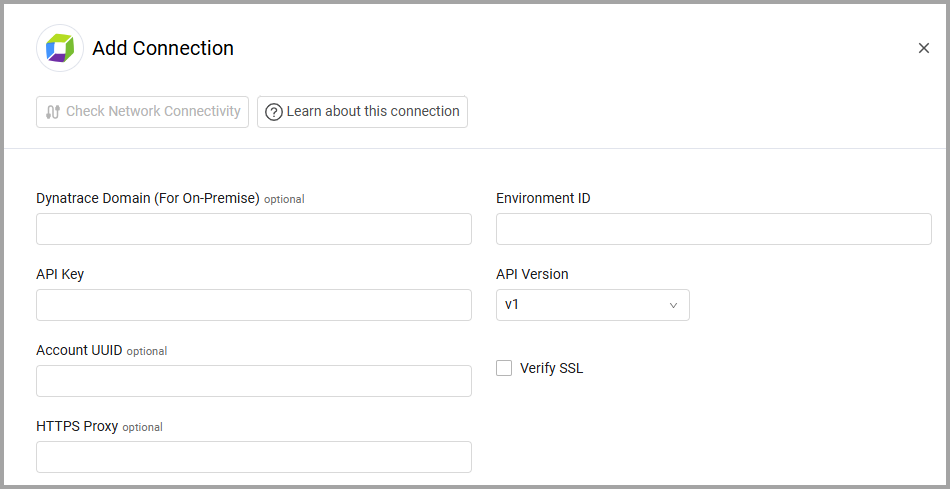 Add Connection
Check Network Connectivity
Learn about this connection
Dynatrace Domain (For On-Premise) optional
Environment ID
API Key
API Version
v1
Account UUID optional
Verify SSL
HTTPS Proxy optional